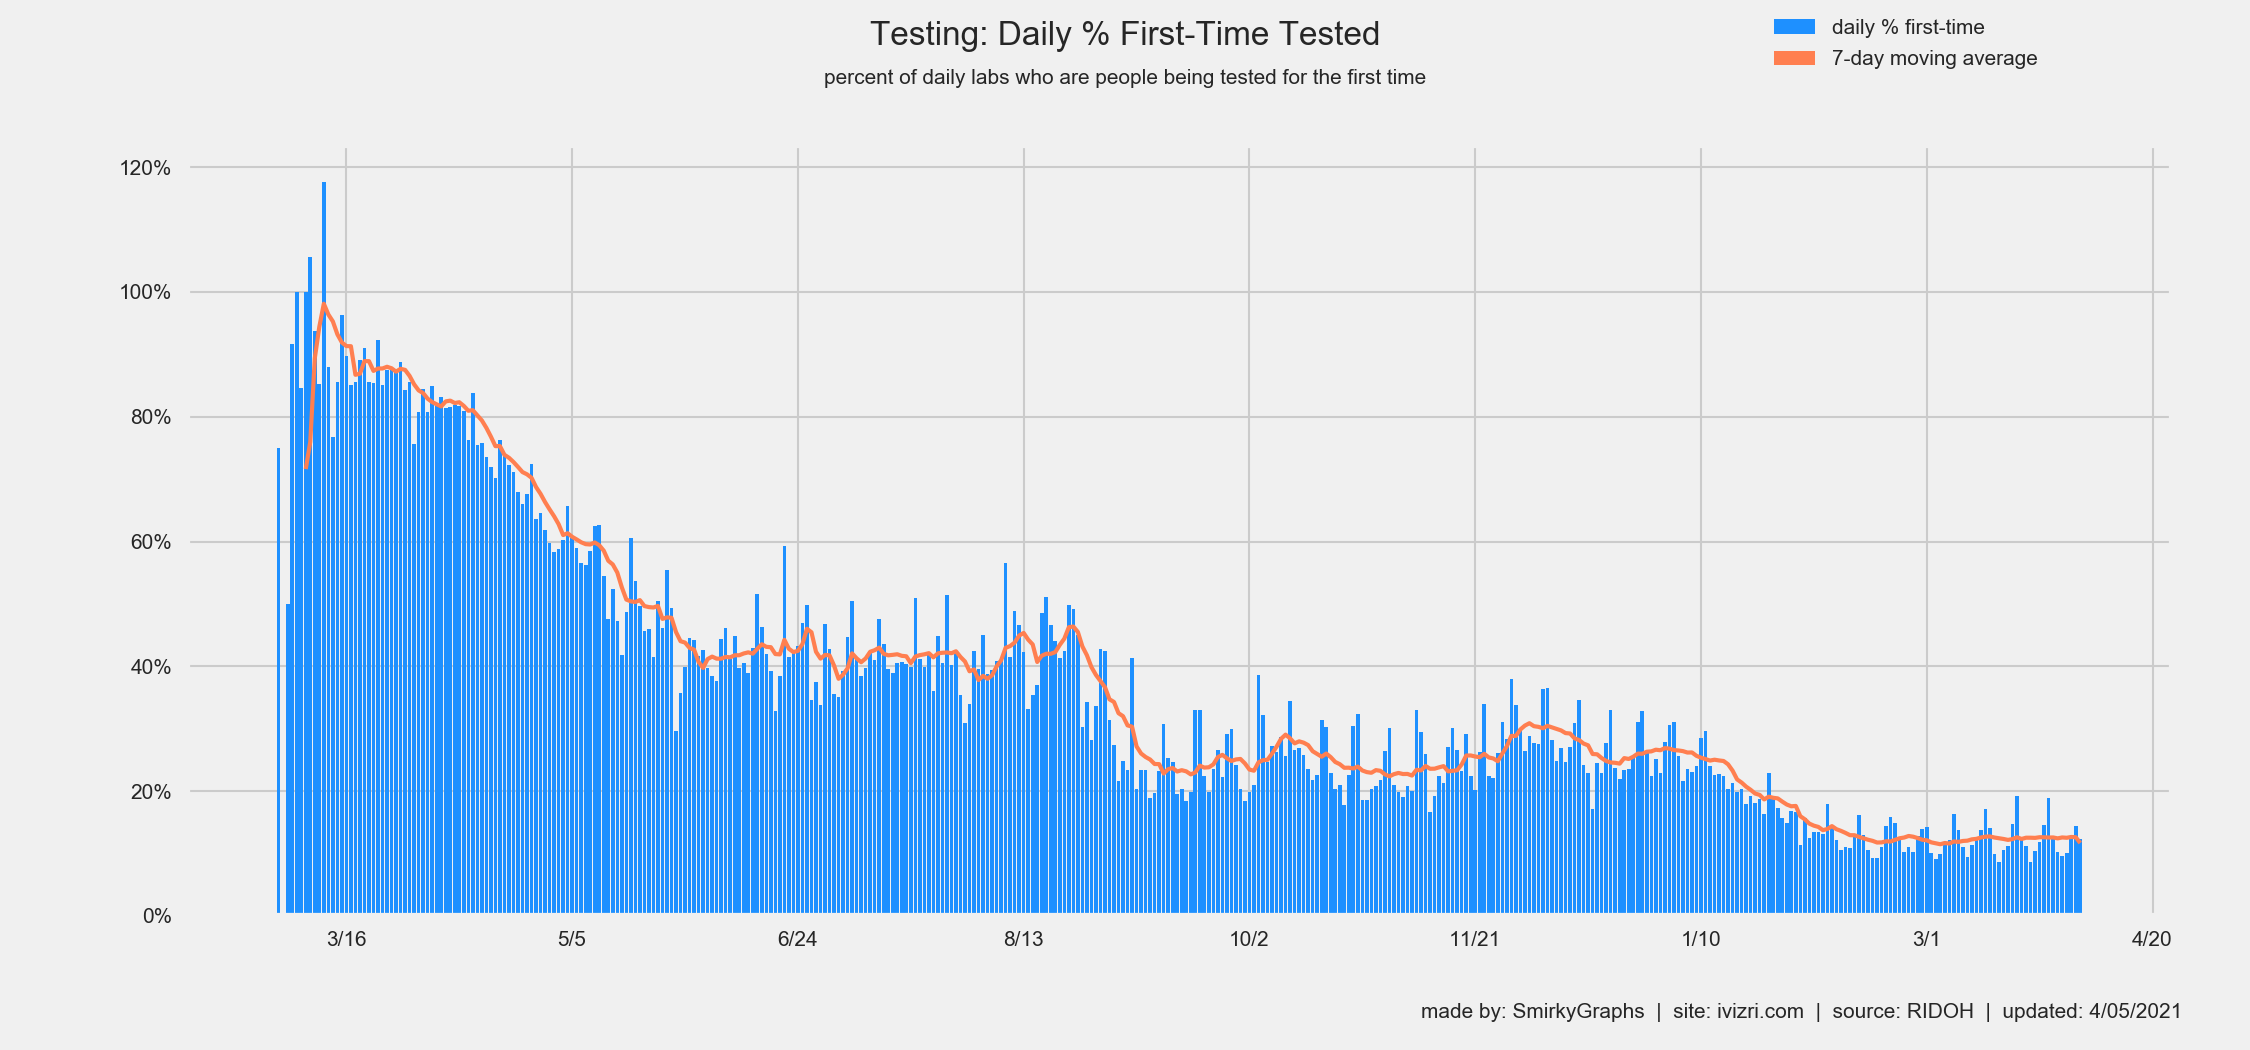 Testing: Daily % First-Time Tested
percent of daily labs who are people being tested for the first time
daily % first-time
7-day moving average
120%
100%
80%
60%
40%
20%
0%
3/16 5/5 6/24 8/13 10/2 11/21 1/10 3/1 4/20
made by: SmirkyGraphs | site: ivizri.com | source: RIDOH | updated: 4/05/2021